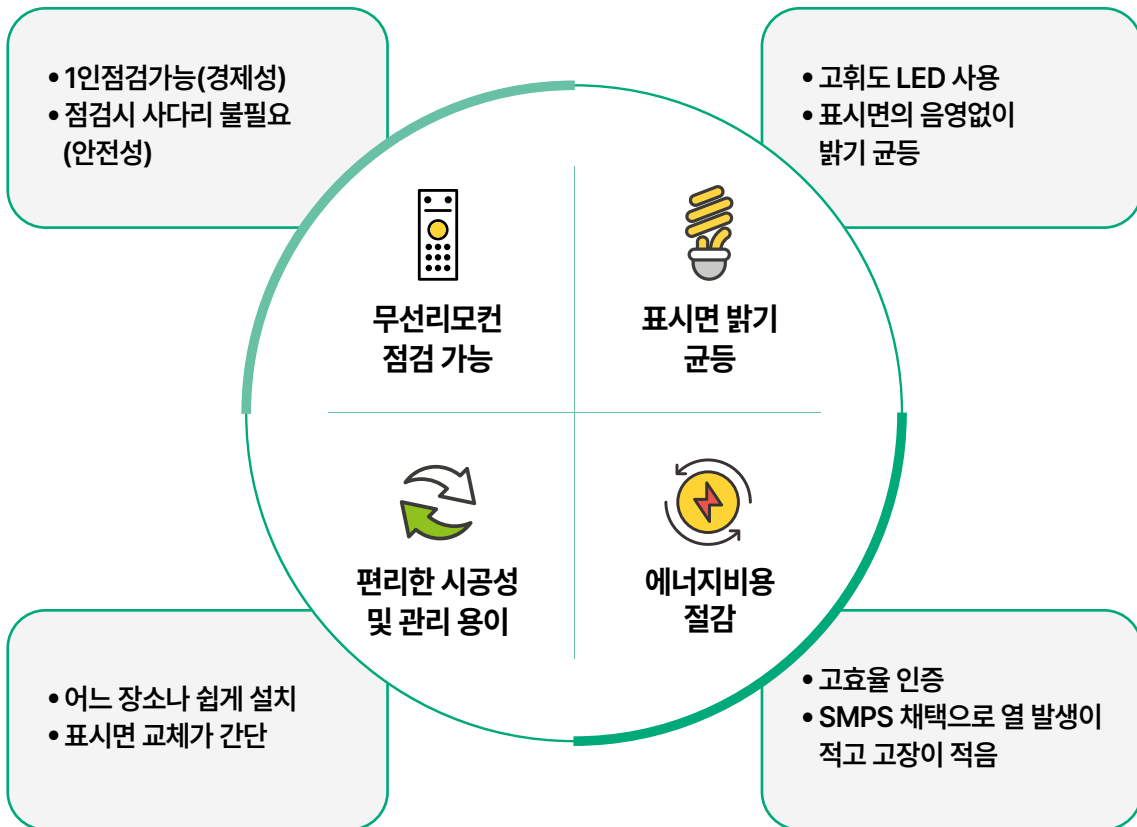 • 1인점검가능(경제성)
• 점검시 사다리 불필요
(안전성)
• 고휘도 LED 사용
• 표시면의 음영없이
밝기 균등
무선리모컨
점검 가능
표시면 밝기
균등
편리한 시공성
및 관리 용이
에너지비용
절감
• 어느 장소나 쉽게 설치
• 표시면 교체가 간단
• 고효율 인증
• SMPS 채택으로 열 발생이
적고 고장이 적음